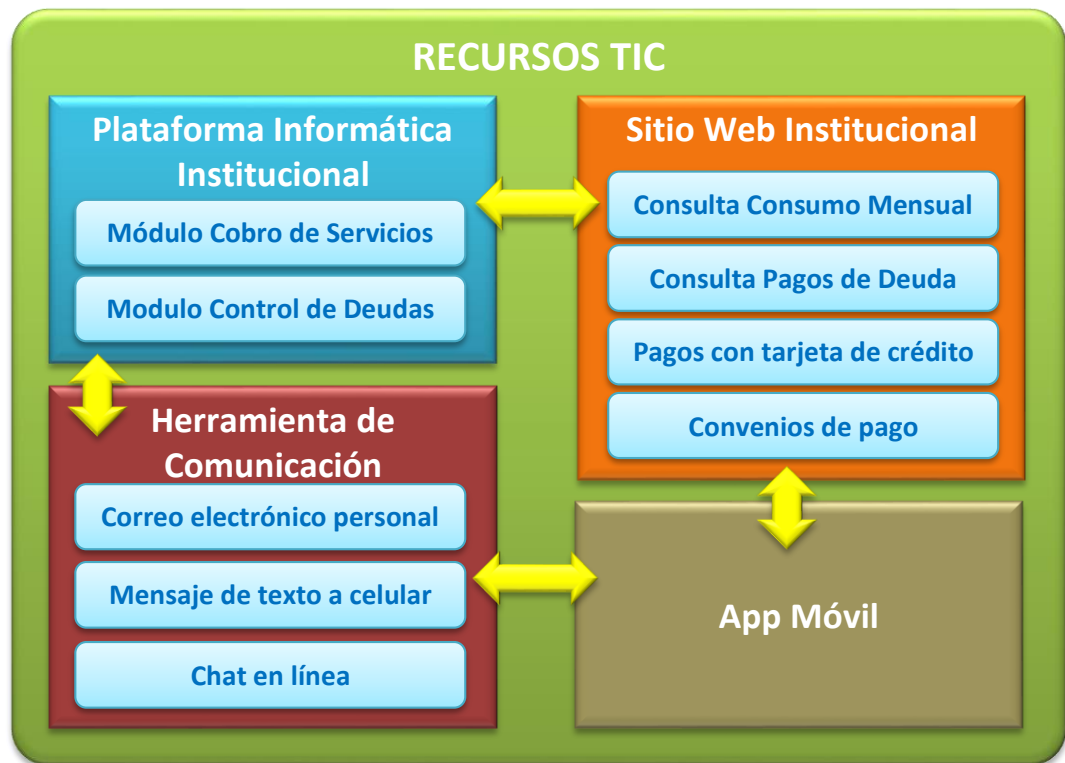 RECURSOS TIC
Plataforma Informática
Institucional
Módulo Cobro de Servicios
Modulo Control de Deudas
Sitio Web Institucional
Consulta Consumo Mensual
Consulta Pagos de Deuda
Pagos con tarjeta de crédito
Convenios de pago
Herramienta de
Comunicación
Correo electrónico personal
Mensaje de texto a celular
Chat en línea
App Móvil